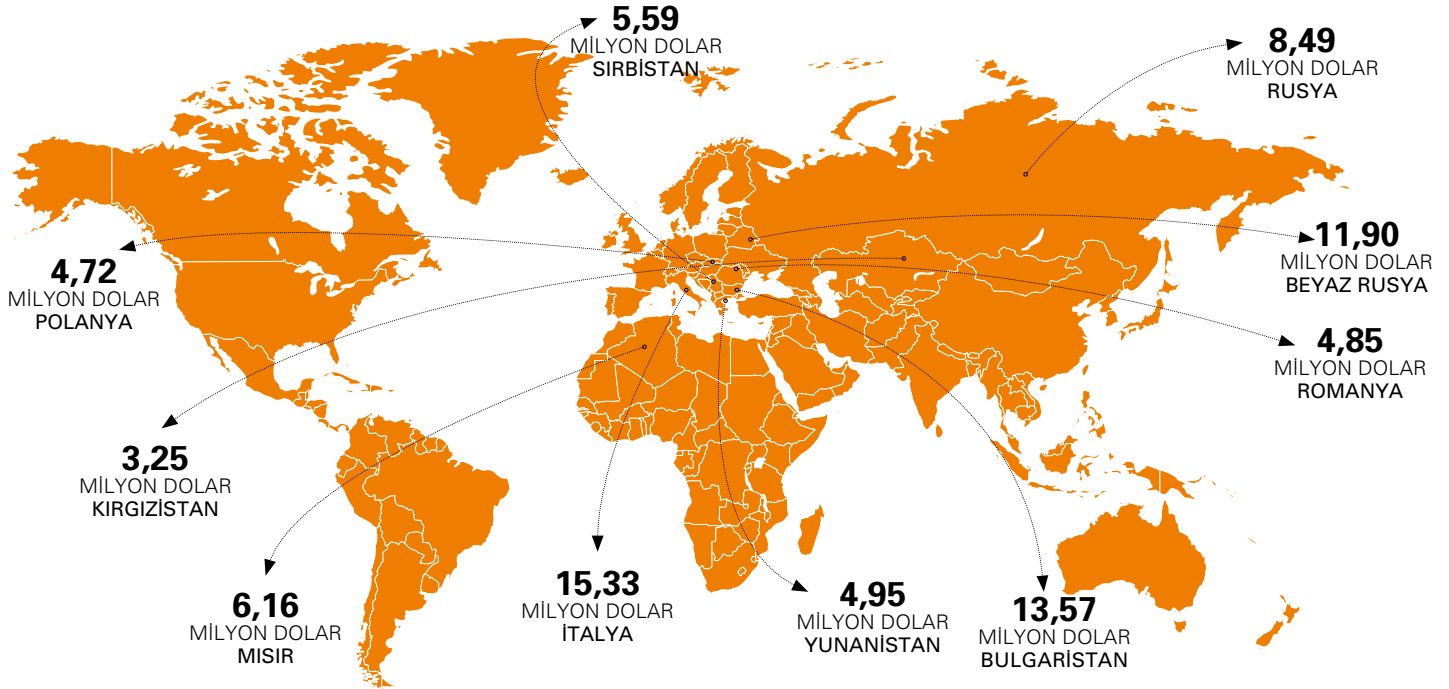 5,59
MİLYON DOLAR
SIRBİSTAN
8,49
MİLYON DOLAR
RUSYA
11,90
MİLYON DOLAR
BEYAZ RUSYA
4,72
MİLYON DOLAR
POLANYA
4,85
MİLYON DOLAR
ROMANYA
3,25
MİLYON DOLAR
KIRGIZİSTAN
6,16
MİLYON DOLAR
MISIR
15,33
MİLYON DOLAR
İTALYA
4,95
MİLYON DOLAR
YUNANİSTAN
13,57
MİLYON DOLAR
BULGARİSTAN